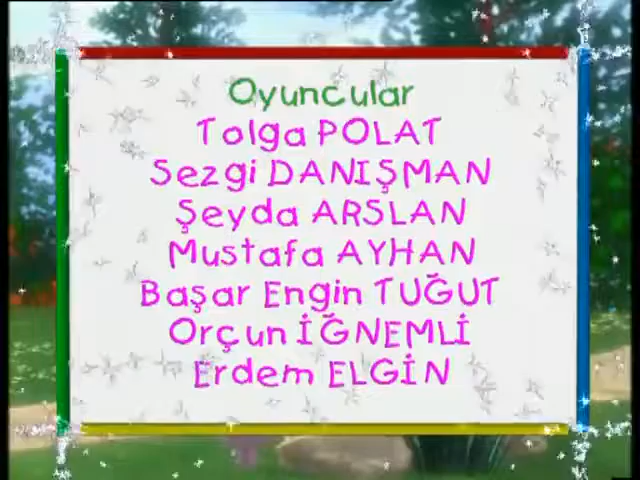 Oyuncular
Tolga POLAT
Sezgi DANIŞMAN
Şeyda ARSLAN
Mustafa AYHAN
Başar Engin TUĞUT
Orçun İĞNEMLİ
Erdem ELGİN